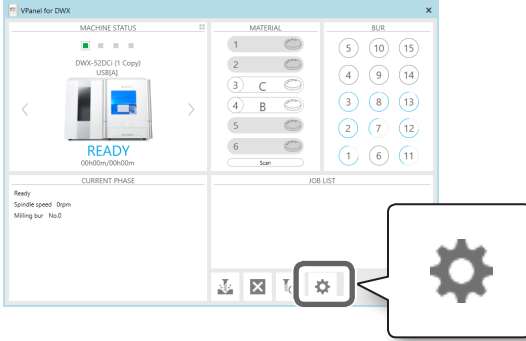 VPanel for DWX
MACHINE STATUS
DWX-52DCi (1 Copy)
USB[A]
READY
00h00m/00h00m
MATERIAL
1
2
3 C
4 B
5
6
Scan
BUR
5 10 15
4 9 14
3 8 13
2 7 12
1 6 11
CURRENT PHASE
Ready
Spindle speed 0rpm
Milling bur No.0
JOB LIST